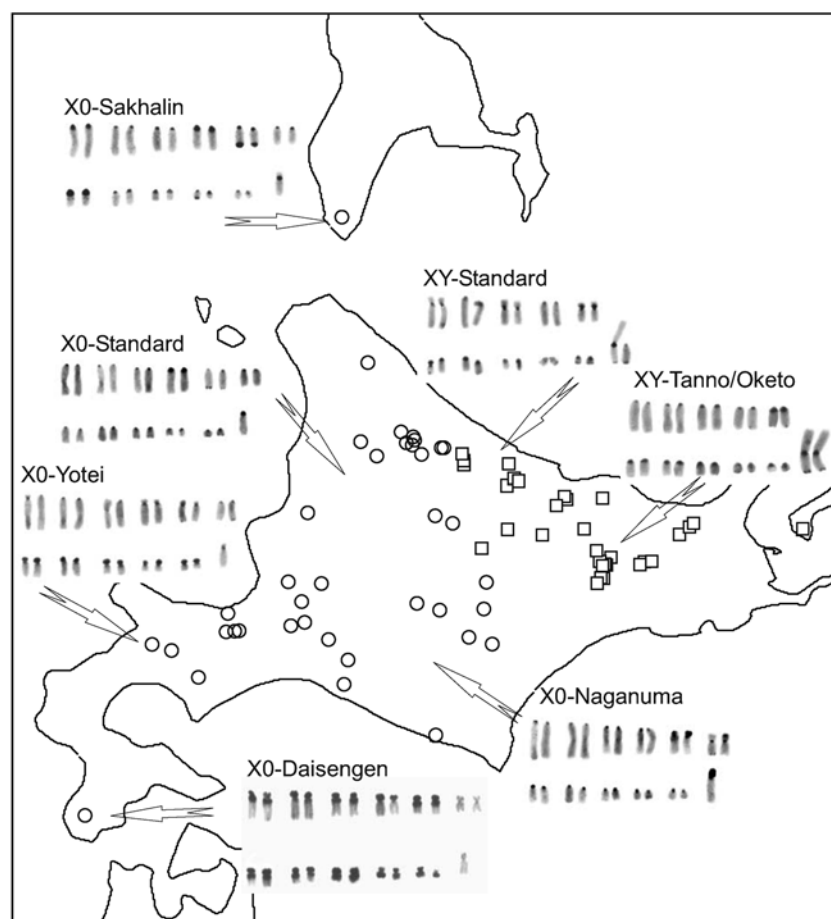 X0-Sakhalin
XY-Standard
X0-Standard
XY-Tanno/Oketo
X0-Yotei
X0-Naganuma
X0-Daisengen